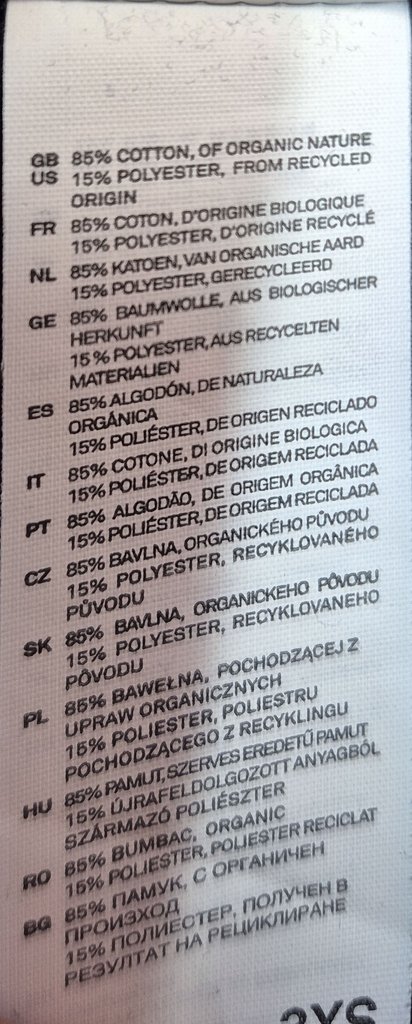 GB 85% COTTON, OF ORGANIC NATURE
US 15% POLYESTER, FROM RECYCLED
ORIGIN
FR 85% COTON, D'ORIGINE BIOLOGIQUE
15% POLYESTER, D'ORIGINE RECYCLÉ
NL 85% KATOEN, VAN ORGANISCHE AARD
15% POLYESTER, GERECYCLEERD
GE 85% BAUMWOLLE, AUS BIOLOGISCHER
HERKUNFT
15% POLYESTER, AUS RECYCELTEN
MATERIALIEN
ES 85% ALGODÓN, DE NATURALEZA
ORGÁNICA
15% POLIÉSTER, DE ORIGEN RECICLADO
IT 85% COTONE, DI ORIGINE BIOLOGICA
15% POLIÉSTER, DE ORIGEM RECICLADA
PT 85% ALGODÃO, DE ORIGEM ORGÂNICA
15% POLIÉSTER, DE ORIGEM RECICLADA
CZ 85% BAVLNA, ORGANICKÉHO PŮVODU
15% POLYESTER, RECYKLOVANÉHO
PŮVODU
SK 85% BAVLNA, ORGANICKEHO PÔVODU
15% POLYESTER, RECYKLOVANEHO
PÔVODU
PL 85% BAWEŁNA, POCHODZĄCEJ Z
UPRAW ORGANICZNYCH
15% POLIESTER, POLIESTRU
POCHODZĄCEGO Z RECYKLINGU
HU 85% PAMUT, SZERVES EREDETŰ PAMUT
15% ÚJRAFELDOLGOZOTT ANYAGBÓL
SZÁRMAZÓ POLIÉSZTER
RO 85% BUMBAC, ORGANIC
15% POLIESTER, POLIESTER RECICLAT
BG 85% ПАМУК, С ОРГАНИЧЕН
ПРОИЗХОД
15% ПОЛИЕСТЕР, ПОЛУЧЕН В
РЕЗУЛТАТ НА РЕЦИКЛИРАНЕ